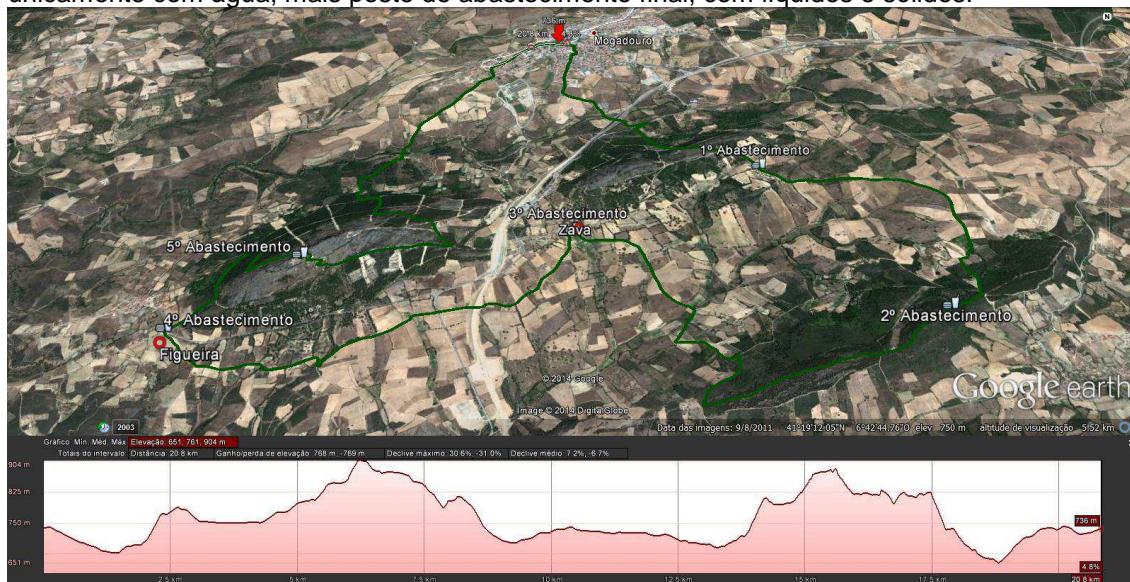 unicamente com água, mais posto de abastecimento final, com líquidos e sólidos.
736 m
20.8 km
Mogadouro
N
1º Abastecimento
3º Abastecimento
Zava
5º Abastecimento
2º Abastecimento
4º Abastecimento
Figueira
© 2014 Google
Image © 2014 DigitalGlobe
Google earth
2003
Data das imagens: 9/8/2011 41°19'12.05"N 6°42'44.76"O elev 750 m altitude de visualização 5.52 km
Gráfico: Mín. Méd. Máx Elevação: 651, 761, 904 m
Totais do intervalo: Distância: 20.8 km Ganho/perda de elevação: 768 m, -769 m Declive máximo: 30.6%, -31.0% Declive médio: 7.2%, -6.7%
904 m
825 m
750 m
736 m
651 m
4.8%
2.5 km 5 km 7.5 km 10 km 12.5 km 15 km 17.5 km 20.8 km